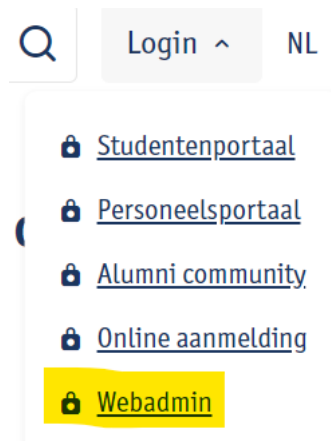 Login NL
Studentenportaal
Personeelsportaal
Alumni community
Online aanmelding
Webadmin